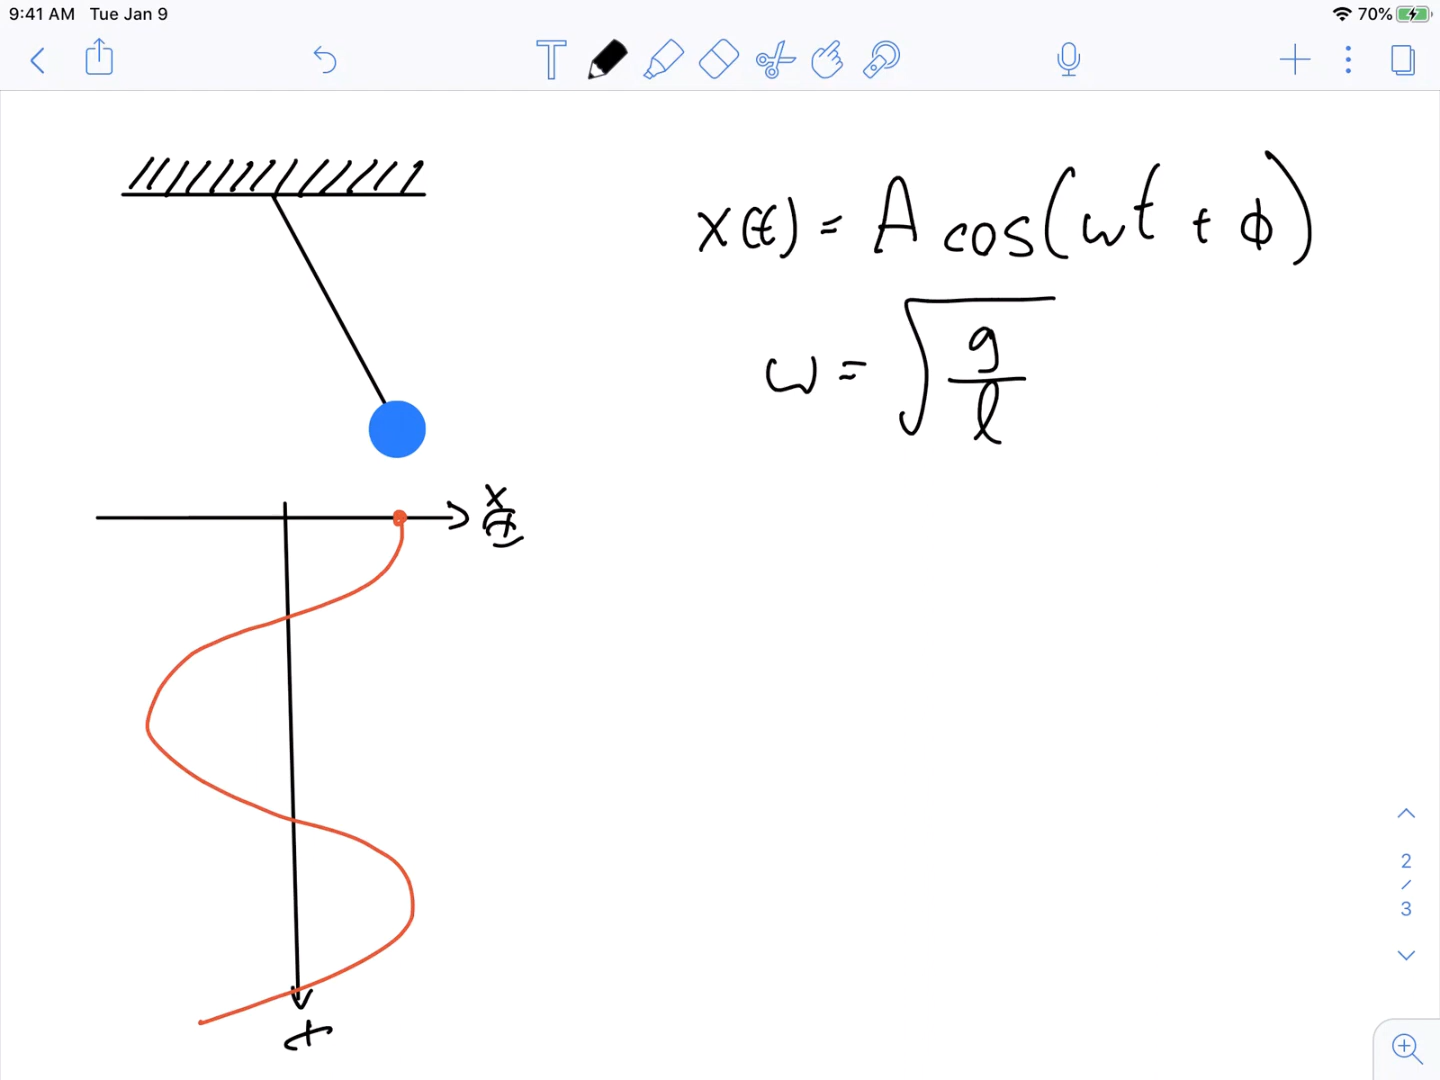 9:41 AM Tue Jan 9
70%
T
x(t) = A cos(ωt + ϕ)
ω = √(g/l)
x
t
2
/
3